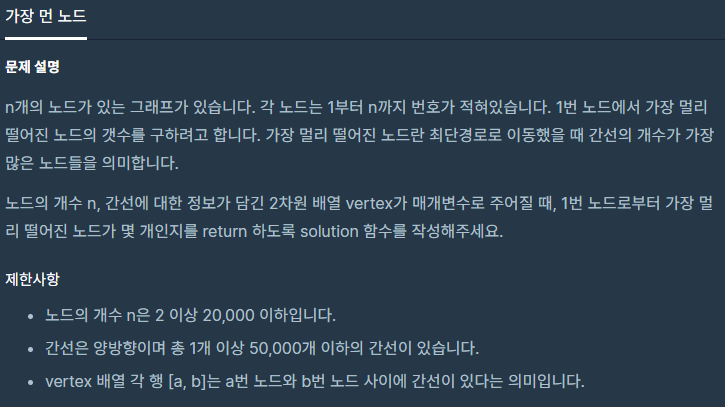 가장 먼 노드
문제 설명
n개의 노드가 있는 그래프가 있습니다. 각 노드는 1부터 n까지 번호가 적혀있습니다. 1번 노드에서 가장 멀리
떨어진 노드의 갯수를 구하려고 합니다. 가장 멀리 떨어진 노드란 최단경로로 이동했을 때 간선의 개수가 가장
많은 노드들을 의미합니다.
노드의 개수 n, 간선에 대한 정보가 담긴 2차원 배열 vertex가 매개변수로 주어질 때, 1번 노드로부터 가장 멀
리 떨어진 노드가 몇 개인지를 return 하도록 solution 함수를 작성해주세요.
제한사항
• 노드의 개수 n은 2 이상 20,000 이하입니다.
• 간선은 양방향이며 총 1개 이상 50,000개 이하의 간선이 있습니다.
• vertex 배열 각 행 [a, b]는 a번 노드와 b번 노드 사이에 간선이 있다는 의미입니다.